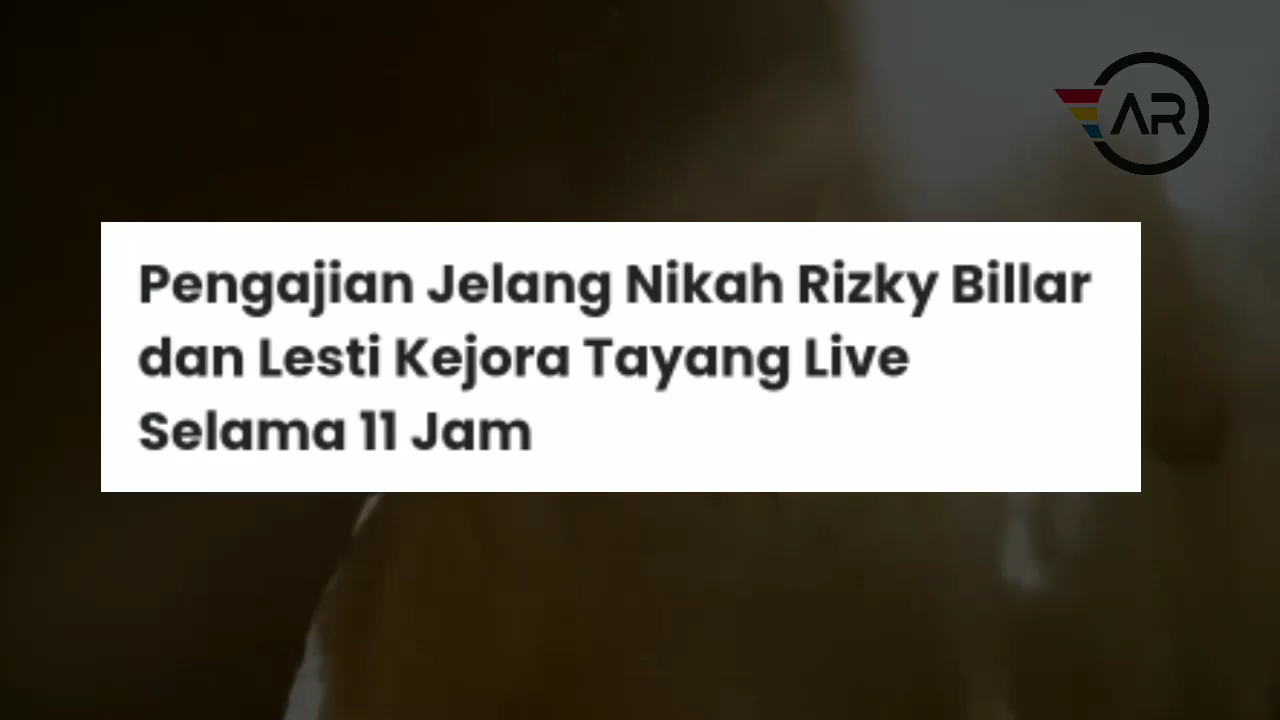 AR
Pengajian Jelang Nikah Rizky Billar
dan Lesti Kejora Tayang Live
Selama 11 Jam